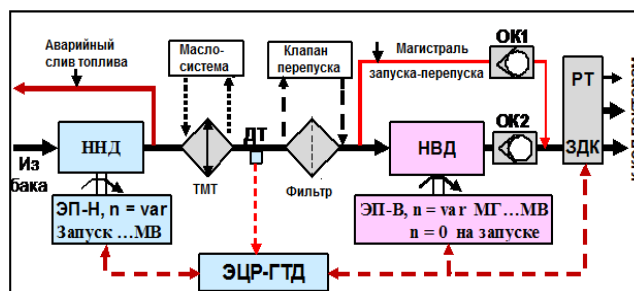 Аварийный
слив топлива
Масло-
система
Клапан
перепуска
Магистраль
запуска-перепуска
ОК1
РТ
ННД
ДТ
НВД
ОК2
ЗДК
Из
бака
ТМТ
Фильтр
ЭП-Н, n = var
Запуск ...МВ
ЭП-В, n = var МГ...МВ
n = 0 на запуске
ЭЦР-ГТД